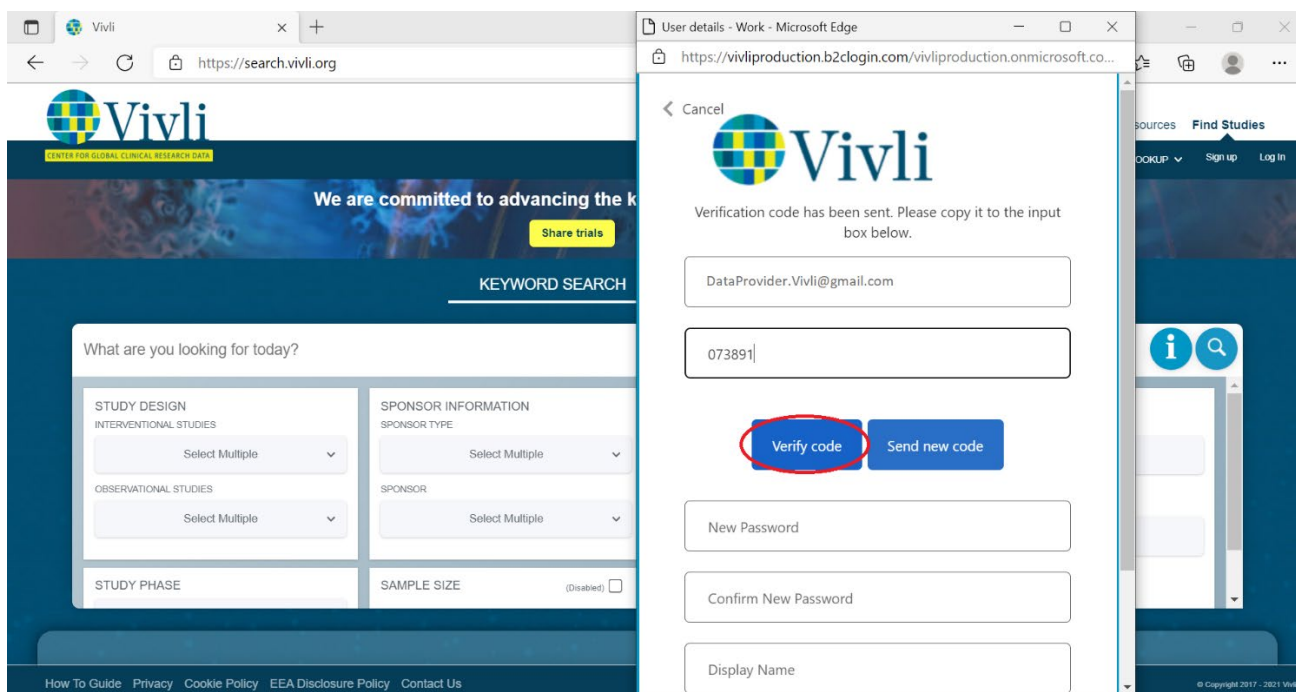 Vivli
https://search.vivli.org
Vivli
CENTER FOR GLOBAL CLINICAL RESEARCH DATA
Find Studies
Sign up
Log In
We are committed to advancing the
Share trials
KEYWORD SEARCH
What are you looking for today?
STUDY DESIGN
INTERVENTIONAL STUDIES
Select Multiple
OBSERVATIONAL STUDIES
Select Multiple
SPONSOR INFORMATION
SPONSOR TYPE
Select Multiple
SPONSOR
Select Multiple
STUDY PHASE
SAMPLE SIZE
(Disabled)
How To Guide Privacy Cookie Policy EEA Disclosure Policy Contact Us
© Copyright 2017 - 2021 Vivli
User details - Work - Microsoft Edge
https://vivliproduction.b2clogin.com/vivliproduction.onmicrosoft.co...
Cancel
Vivli
Verification code has been sent. Please copy it to the input
box below.
DataProvider.Vivli@gmail.com
073891
Verify code
Send new code
New Password
Confirm New Password
Display Name